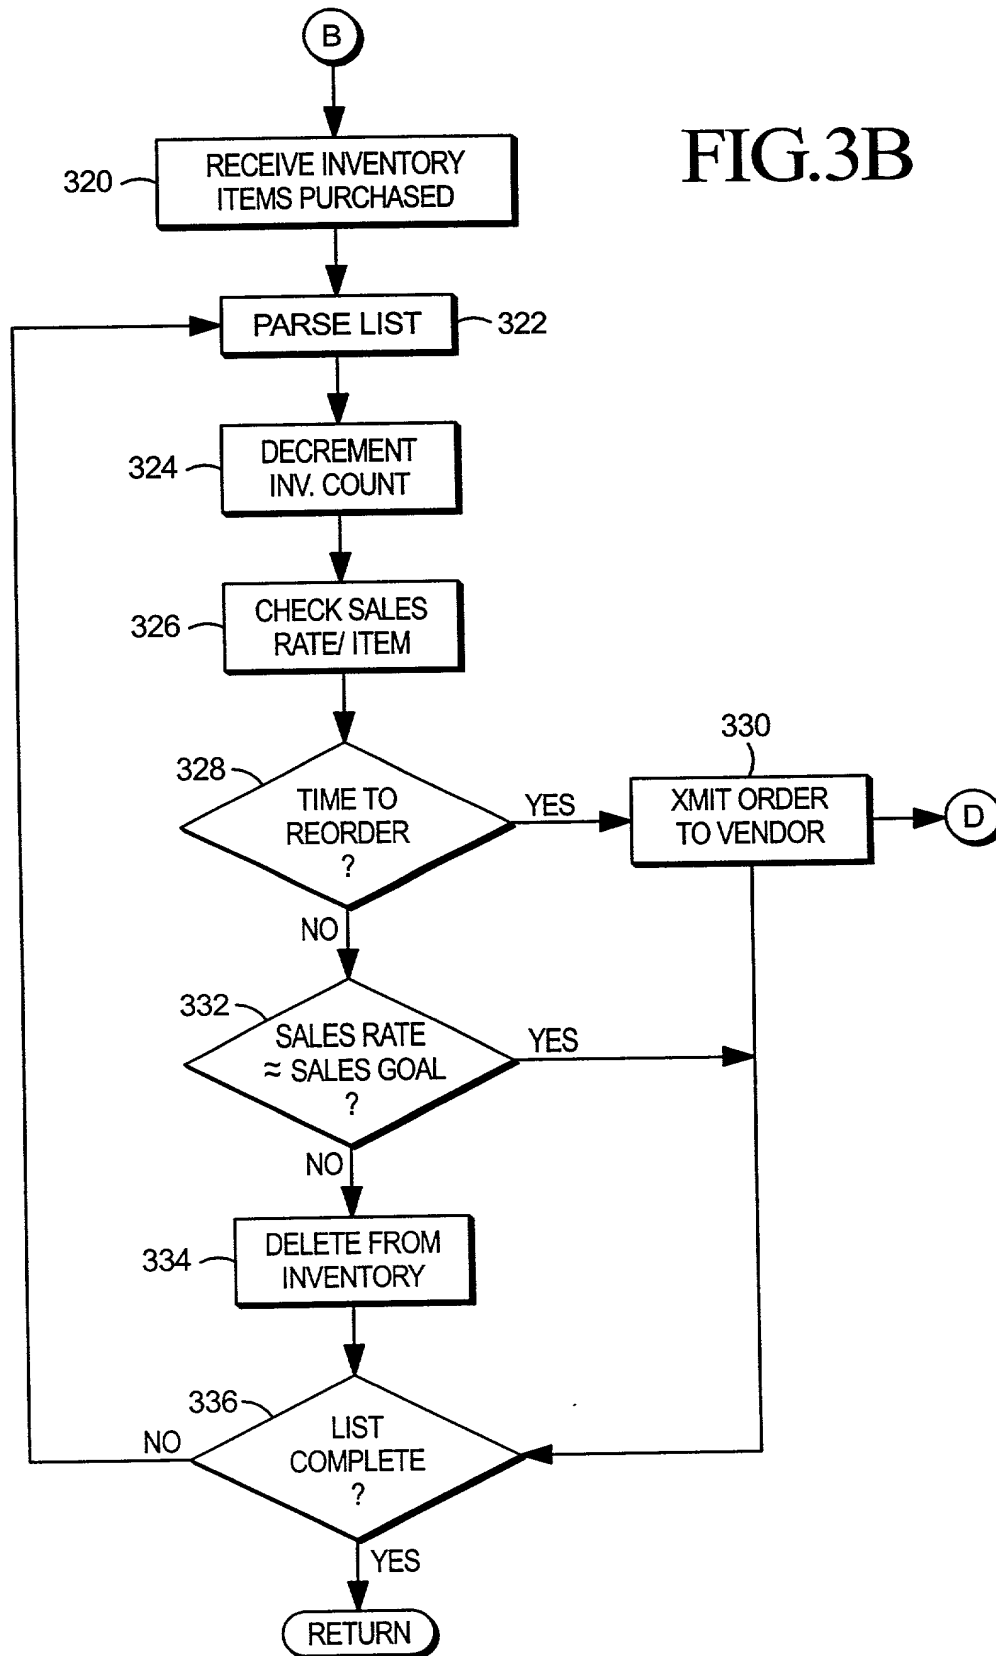 B
FIG.3B
320
RECEIVE INVENTORY
ITEMS PURCHASED
PARSE LIST
322
324
DECREMENT
INV. COUNT
326
CHECK SALES
RATE/ ITEM
328
TIME TO
REORDER
?
YES
330
XMIT ORDER
TO VENDOR
D
NO
332
SALES RATE
≈ SALES GOAL
?
YES
NO
334
DELETE FROM
INVENTORY
336
NO
LIST
COMPLETE
?
YES
RETURN